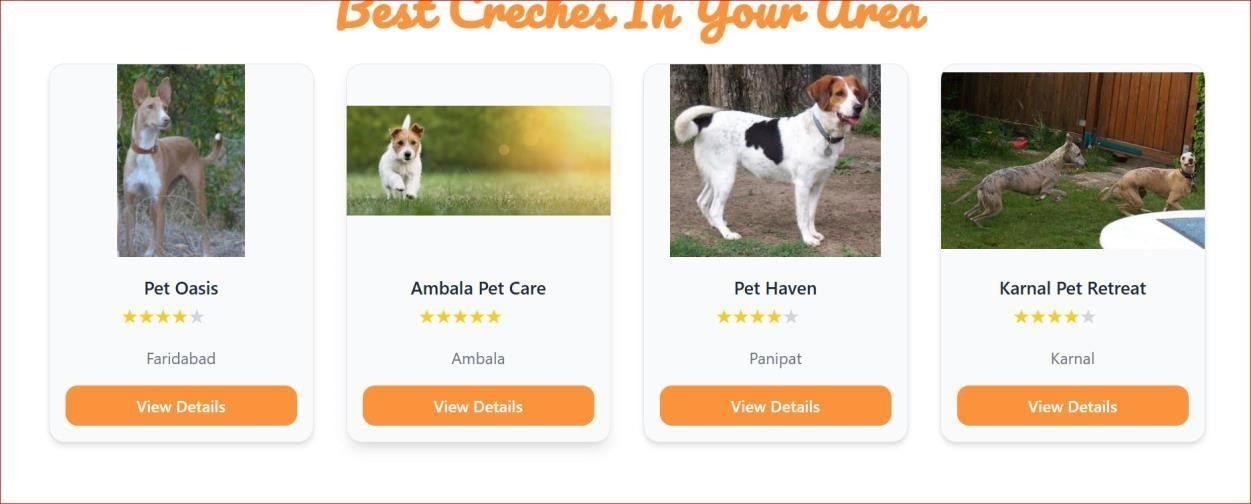 Best Creches In Your Area
Pet Oasis
★★★★★
Faridabad
View Details
Ambala Pet Care
★★★★★
Ambala
View Details
Pet Haven
★★★★★
Panipat
View Details
Karnal Pet Retreat
★★★★★
Karnal
View Details